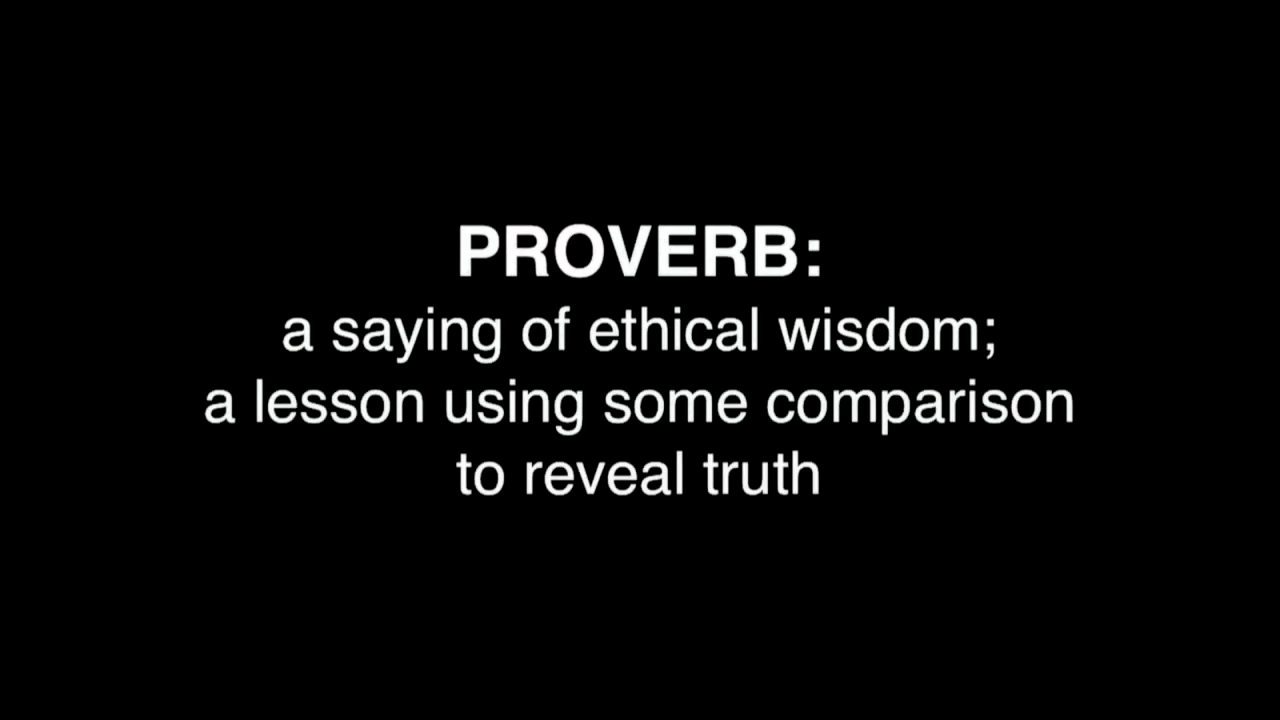 PROVERB:
a saying of ethical wisdom;
a lesson using some comparison
to reveal truth